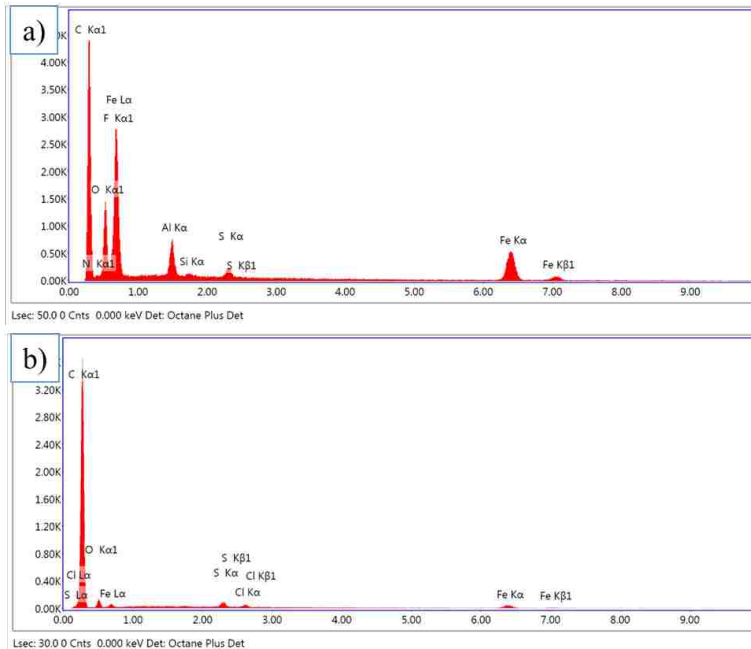 a)
C Kα1
Fe Lα
3.50K
F Kα1
3.00K
2.50K
2.00K
1.50K
O Kα1
1.00K
Al Kα
S Kα
Fe Kα
0.50K
N Kα1
Si Kα
S Kβ1
Fe Kβ1
0.00K
0.00 1.00 2.00 3.00 4.00 5.00 6.00 7.00 8.00 9.00
Lsec: 50.0 0 Cnts 0.000 keV Det: Octane Plus Det
b)
C Kα1
3.20K
2.80K
2.40K
2.00K
1.60K
1.20K
0.80K
O Kα1
S Kβ1
0.40K
Cl Lα
S Kα
Cl Kβ1
S Lα
Fe Lα
Cl Kα
Fe Kα
Fe Kβ1
0.00K
0.00 1.00 2.00 3.00 4.00 5.00 6.00 7.00 8.00 9.00
Lsec: 30.0 0 Cnts 0.000 keV Det: Octane Plus Det